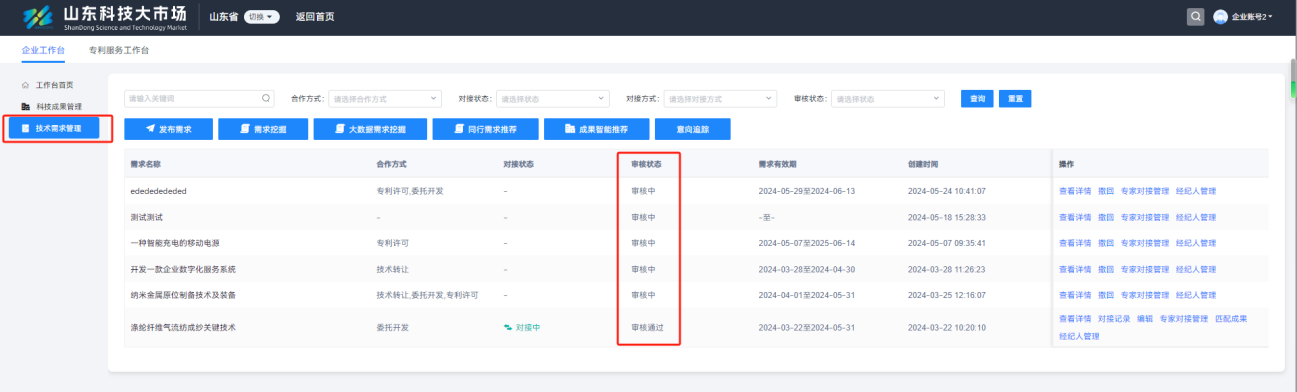 山东科技大市场 山东省 切换 返回首页 企业账号2
ShanDong Science and Technology Market
企业工作台 专利服务工作台
工作台首页
科技成果管理
技术需求管理
请输入关键词 合作方式: 请选择合作方式 对接状态: 请选择状态 对接方式: 请选择对接方式 审核状态: 请选择状态 查询 重置
发布需求 需求挖掘 大数据需求挖掘 同行需求推荐 成果智能推荐 意向追踪
需求名称 合作方式 对接状态 审核状态 需求有效期 创建时间 操作
edededededed 专利许可,委托开发 - 审核中 2024-05-29至2024-06-13 2024-05-24 10:41:07 查看详情 撤回 专家对接管理 经纪人管理
测试测试 - - 审核中 -至- 2024-05-18 15:28:33 查看详情 撤回 专家对接管理 经纪人管理
一种智能充电的移动电源 专利许可 - 审核中 2024-05-07至2025-06-14 2024-05-07 09:35:41 查看详情 撤回 专家对接管理 经纪人管理
开发一款企业数字化服务系统 技术转让 - 审核中 2024-03-28至2024-04-30 2024-03-28 11:26:23 查看详情 撤回 专家对接管理 经纪人管理
纳米金属原位制备技术及装备 技术转让,委托开发,专利许可 - 审核中 2024-04-01至2024-05-31 2024-03-25 12:16:07 查看详情 撤回 专家对接管理 经纪人管理
涤纶纤维气流纺成纱关键技术 委托开发 对接中 审核通过 2024-03-22至2024-05-31 2024-03-22 10:20:10 查看详情 对接记录 编辑 专家对接管理 匹配成果
经纪人管理